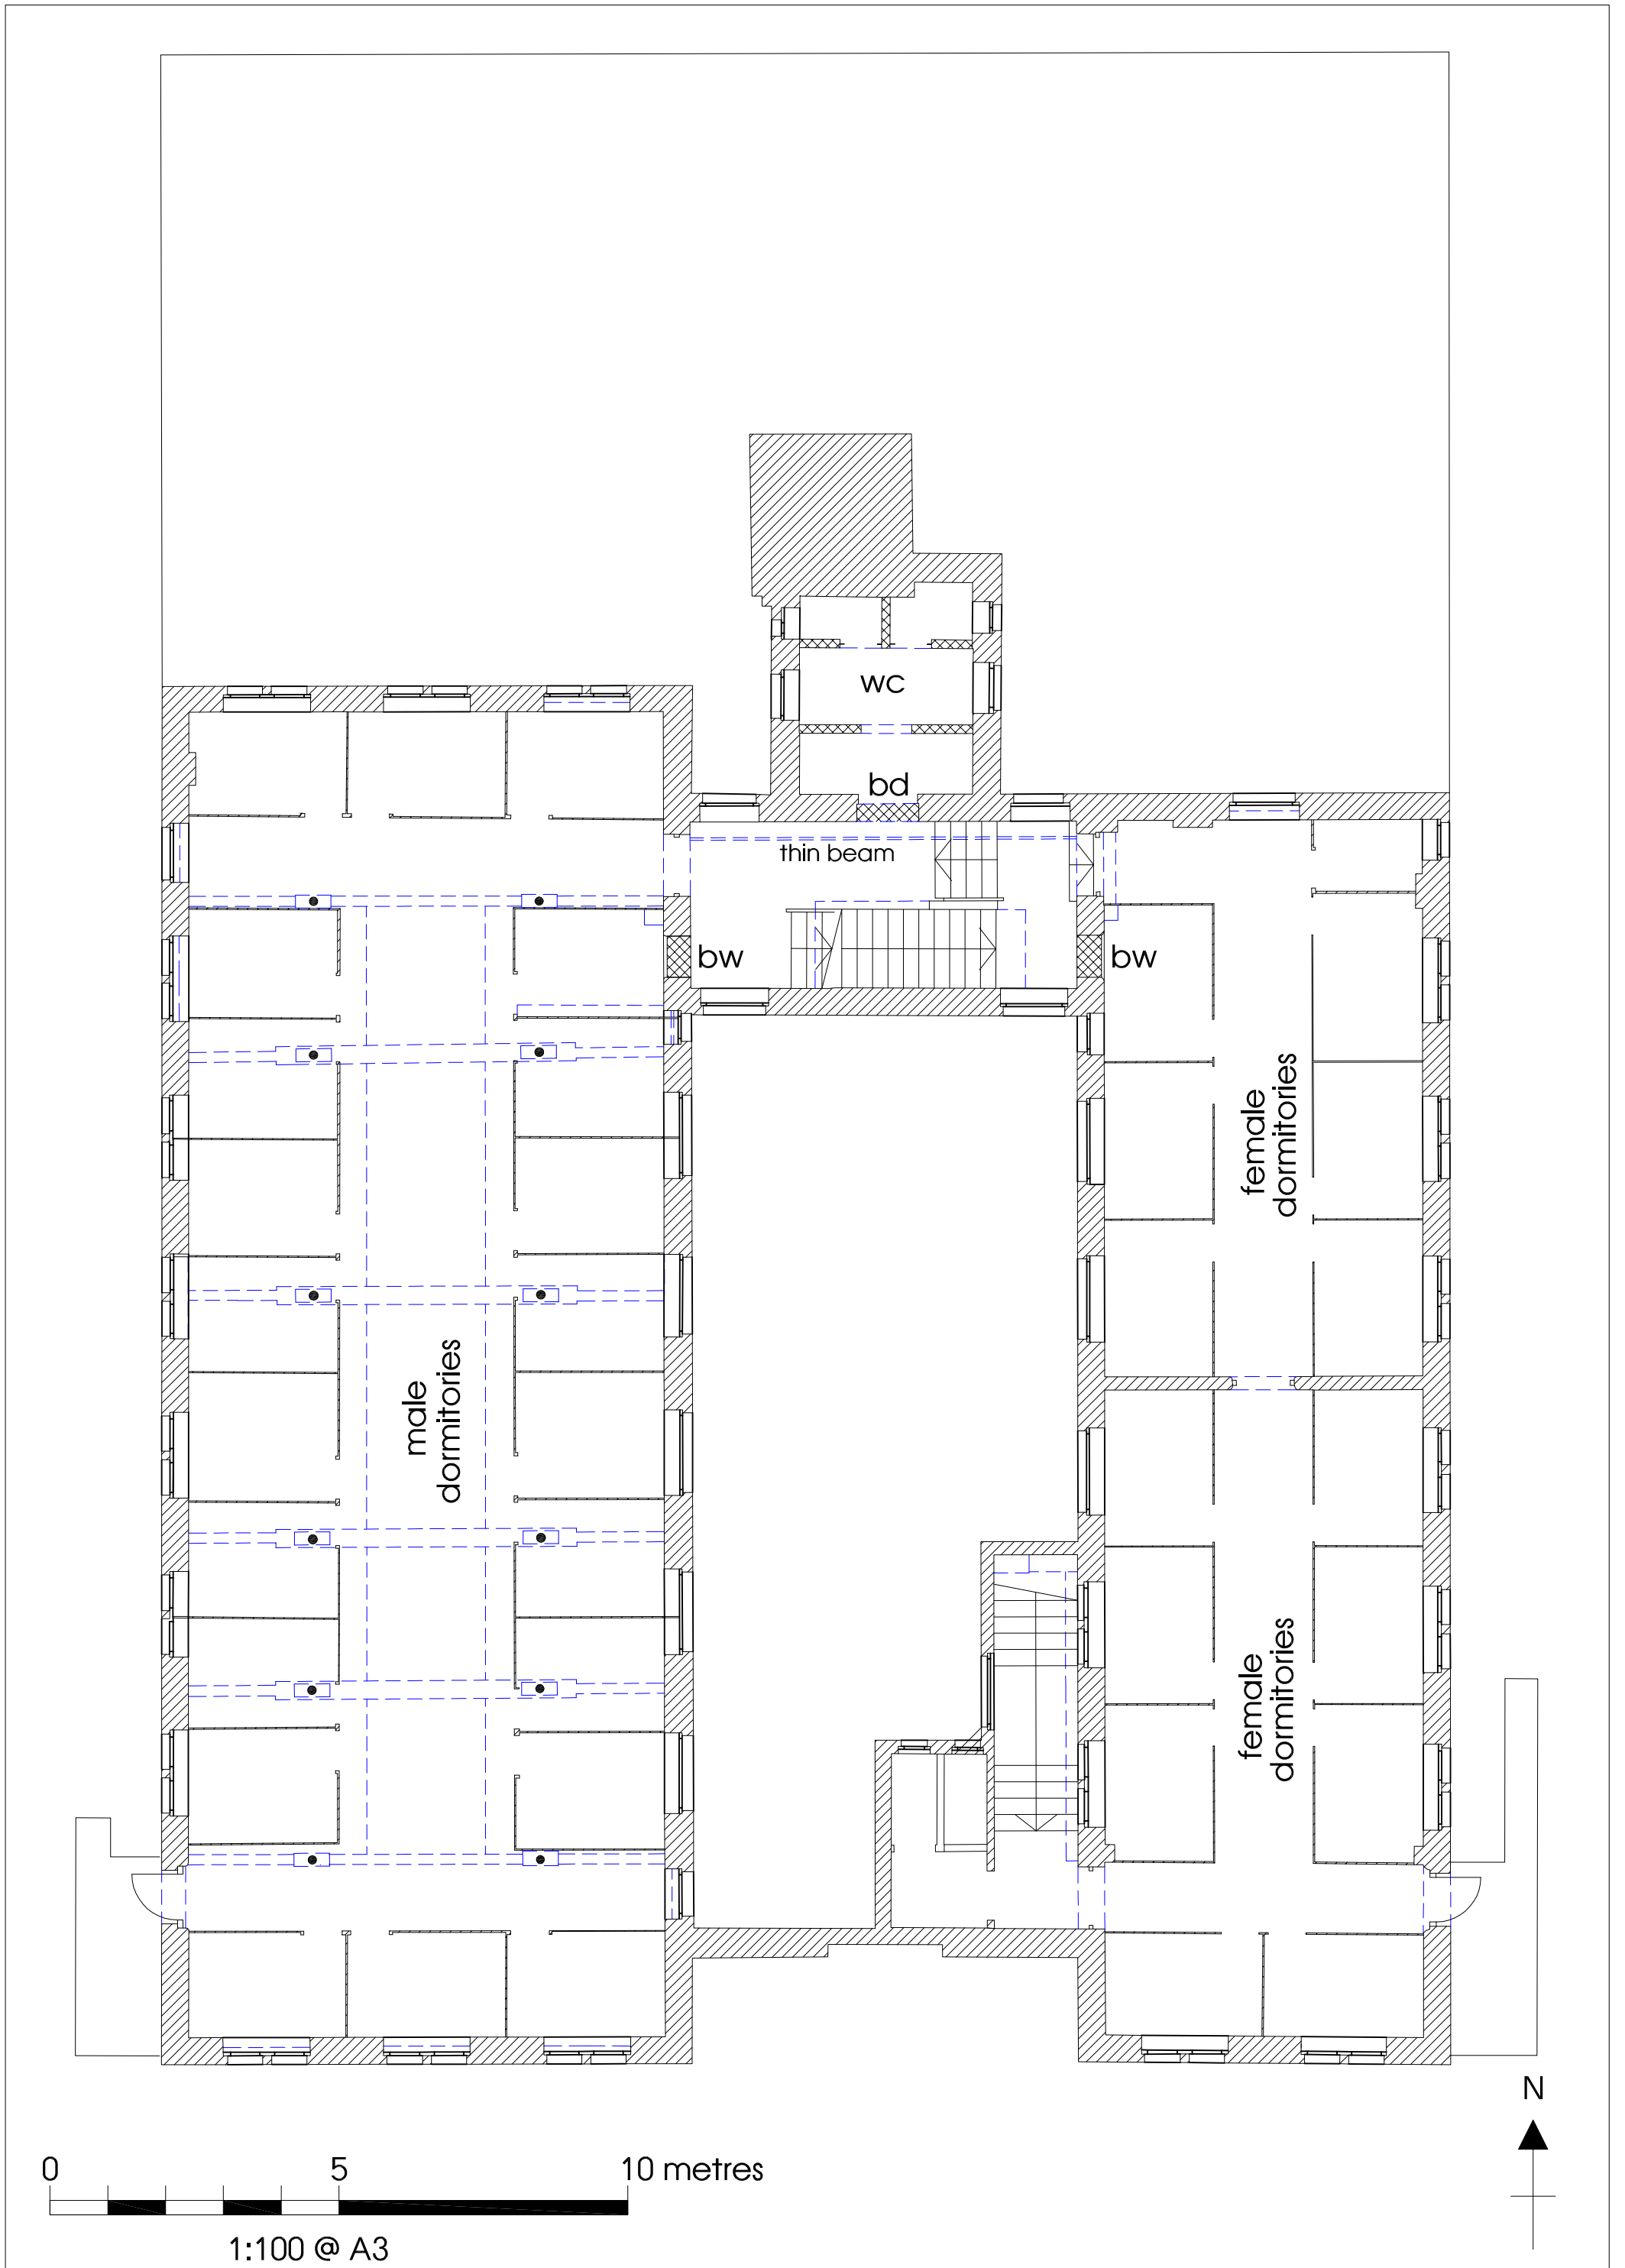 wc
bd
thin beam
bw
bw
female
dormitories
male
dormitories
female
dormitories
N
0 5 10 metres
1:100 @ A3